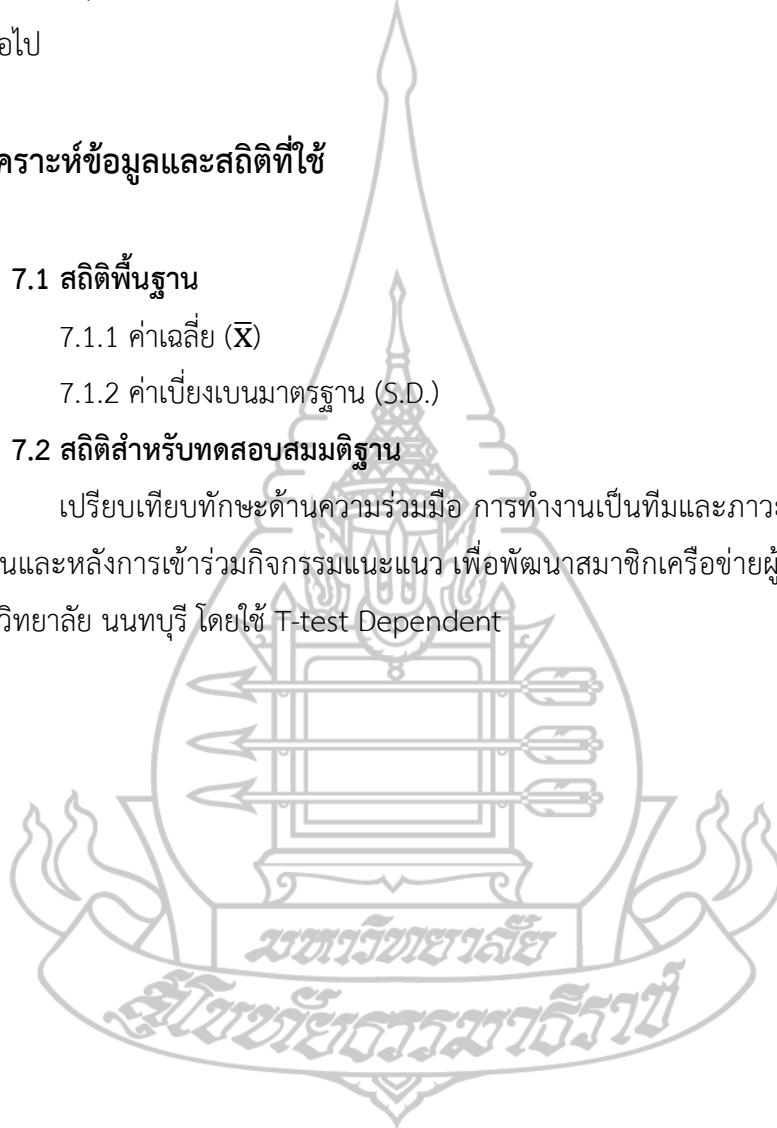 อไป
คราะห์ข้อมูลและสถิติที่ใช้
7.1 สถิติพื้นฐาน
7.1.1 ค่าเฉลี่ย (X̅)
7.1.2 ค่าเบี่ยงเบนมาตรฐาน (S.D.)
7.2 สถิติสำหรับทดสอบสมมติฐาน
เปรียบเทียบทักษะด้านความร่วมมือ การทำงานเป็นทีมและภาวะ
นและหลังการเข้าร่วมกิจกรรมแนะแนว เพื่อพัฒนาสมาชิกเครือข่ายผู้
วิทยาลัย นนทบุรี โดยใช้ T-test Dependent
มหาวิทยาลัย
สุโขทัยธรรมาธิราช